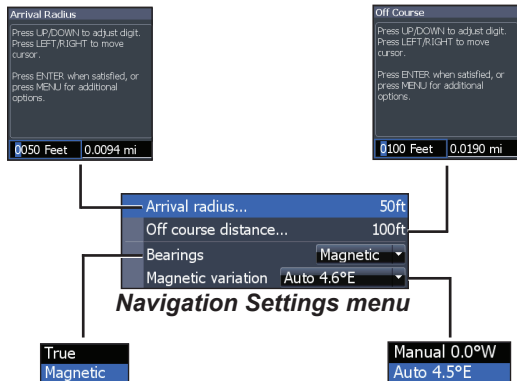 Arrival Radius
Press UP/DOWN to adjust digit.
Press LEFT/RIGHT to move
cursor.
Press ENTER when satisfied, or
press MENU for additional
options.
0050 Feet 0.0094 mi
Off Course
Press UP/DOWN to adjust digit.
Press LEFT/RIGHT to move
cursor.
Press ENTER when satisfied, or
press MENU for additional
options.
0100 Feet 0.0190 mi
Arrival radius... 50ft
Off course distance... 100ft
Bearings Magnetic
Magnetic variation Auto 4.6°E
Navigation Settings menu
True
Magnetic
Manual 0.0°W
Auto 4.5°E